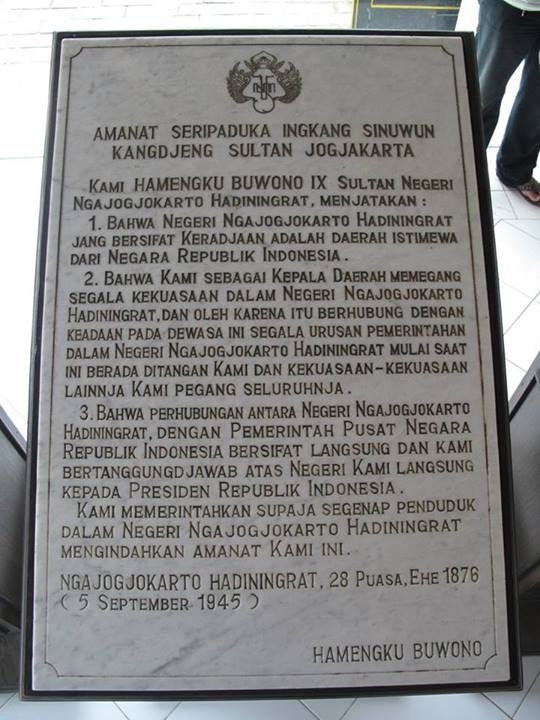 AMANAT SERIPADUKA INGKANG SINUWUN
KANGDJENG SULTAN JOGJAKARTA
KAMI HAMENGKU BUWONO IX SULTAN NEGERI
NGAJOGJOKARTO HADININGRAT, MENJATAKAN :
1. BAHWA NEGERI NGAJOGJOKARTO HADININGRAT
JANG BERSIFAT KERADJAAN ADALAH DAERAH ISTIMEWA
DARI NEGARA REPUBLIK INDONESIA.
2. BAHWA KAMI SEBAGAI KEPALA DAERAH MEMEGANG
SEGALA KEKUASAAN DALAM NEGERI NGAJOGJOKARTO
HADININGRAT, DAN OLEH KARENA ITU BERHUBUNG DENGAN
KEADAAN PADA DEWASA INI SEGALA URUSAN PEMERINTAHAN
DALAM NEGERI NGAJOGJOKARTO HADININGRAT MULAI SAAT
INI BERADA DITANGAN KAMI DAN KEKUASAAN-KEKUASAAN
LAINNJA KAMI PEGANG SELURUHNJA.
3. BAHWA PERHUBUNGAN ANTARA NEGERI NGAJOGJOKARTO
HADININGRAT, DENGAN PEMERINTAH PUSAT NEGARA
REPUBLIK INDONESIA BERSIFAT LANGSUNG DAN KAMI
BERTANGGUNGDJAWAB ATAS NEGERI KAMI LANGSUNG
KEPADA PRESIDEN REPUBLIK INDONESIA.
KAMI MEMERINTAHKAN SUPAJA SEGENAP PENDUDUK
DALAM NEGERI NGAJOGJOKARTO HADININGRAT
MENGINDAHKAN AMANAT KAMI INI.
NGAJOGJOKARTO HADININGRAT, 28 PUASA, EHE 1876
( 5 SEPTEMBER 1945 )
HAMENGKU BUWONO